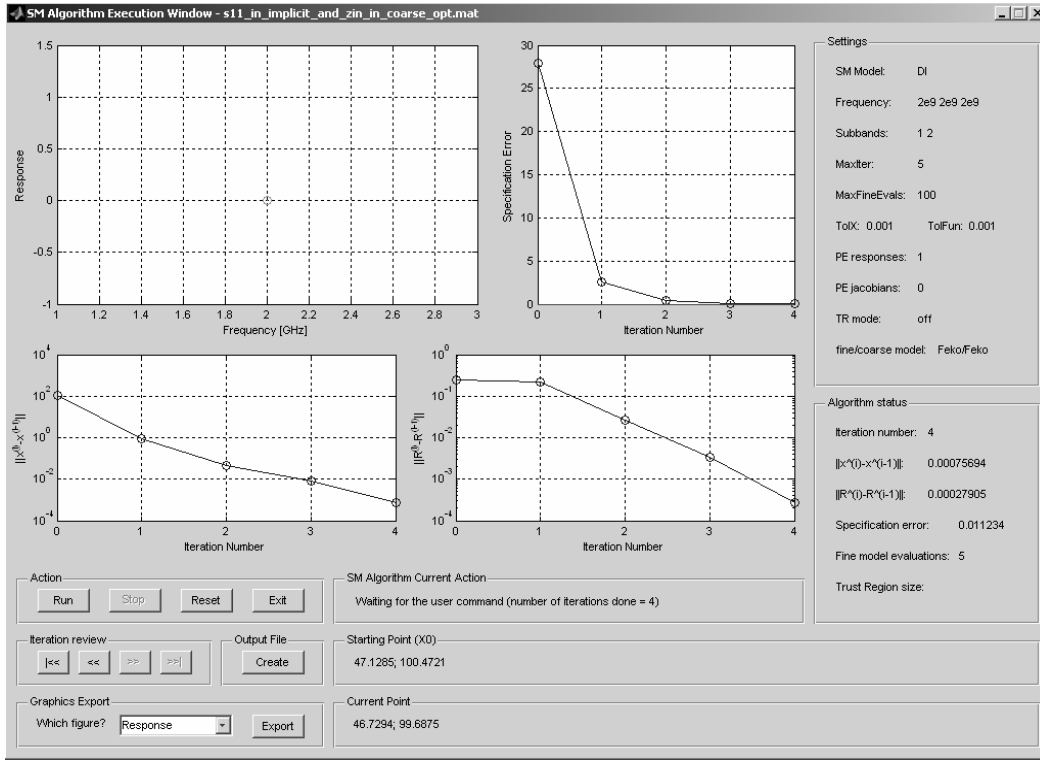 SM Algorithm Execution Window - s11_in_implicit_and_zin_in_coarse_opt.mat
Response
1.5
1
0.5
0
-0.5
-1
1 1.2 1.4 1.6 1.8 2 2.2 2.4 2.6 2.8 3
Frequency [GHz]
Specification Error
30
25
20
15
10
5
0
0 1 2 3 4
Iteration Number
||x^(i)-x^(i-1)||
10^4
10^2
10^0
10^-2
10^-4
0 1 2 3 4
Iteration Number
||R^(i)-R^(i-1)||
10^0
10^-1
10^-2
10^-3
10^-4
0 1 2 3 4
Iteration Number
Settings
SM Model: DI
Frequency: 2e9 2e9 2e9
Subbands: 1 2
MaxIter: 5
MaxFineEvals: 100
TolX: 0.001 TolFun: 0.001
PE responses: 1
PE jacobians: 0
TR mode: off
fine/coarse model: Feko/Feko
Algorithm status
Iteration number: 4
||x^(i)-x^(i-1)||: 0.00075694
||R^(i)-R^(i-1)||: 0.00027905
Specification error: 0.011234
Fine model evaluations: 5
Trust Region size:
Action
Run Stop Reset Exit
SM Algorithm Current Action
Waiting for the user command (number of iterations done = 4)
Iteration review
|<< << >> >>|
Output File
Create
Starting Point (X0)
47.1285; 100.4721
Graphics Export
Which figure? Response Export
Current Point
46.7294; 99.6875